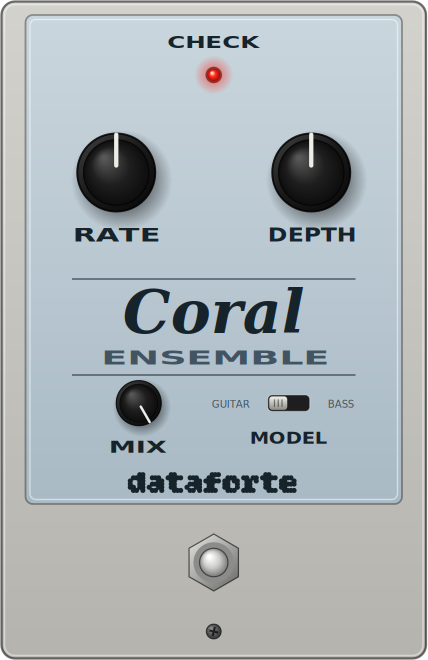 CHECK
RATE DEPTH
Coral
ENSEMBLE
GUITAR BASS
MODEL
MIX
dataforte